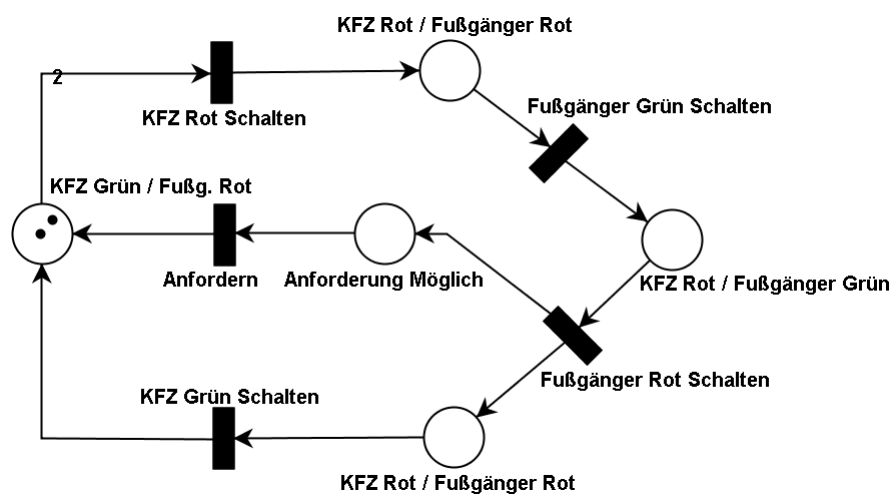 KFZ Rot / Fußgänger Rot
2
KFZ Rot Schalten
Fußgänger Grün Schalten
KFZ Grün / Fußg. Rot
Anfordern
Anforderung Möglich
KFZ Rot / Fußgänger Grün
Fußgänger Rot Schalten
KFZ Grün Schalten
KFZ Rot / Fußgänger Rot